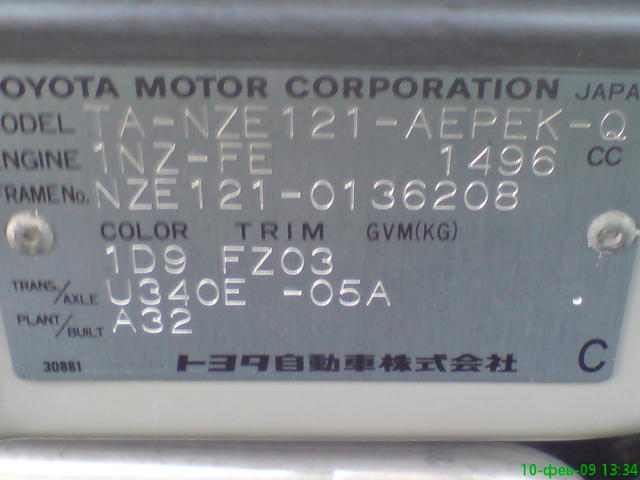 OYOTA MOTOR CORPORATION JAPA
ODEL TA-NZE121-AEPEK-Q
ENGINE 1NZ-FE 1496 CC
FRAME No. NZE121-0136208
COLOR TRIM GVM(KG)
1D9 FZ03
TRANS/AXLE U340E -05A
PLANT/BUILT A32
30881 トヨタ自動車株式会社 C
10-фев-09 13:34